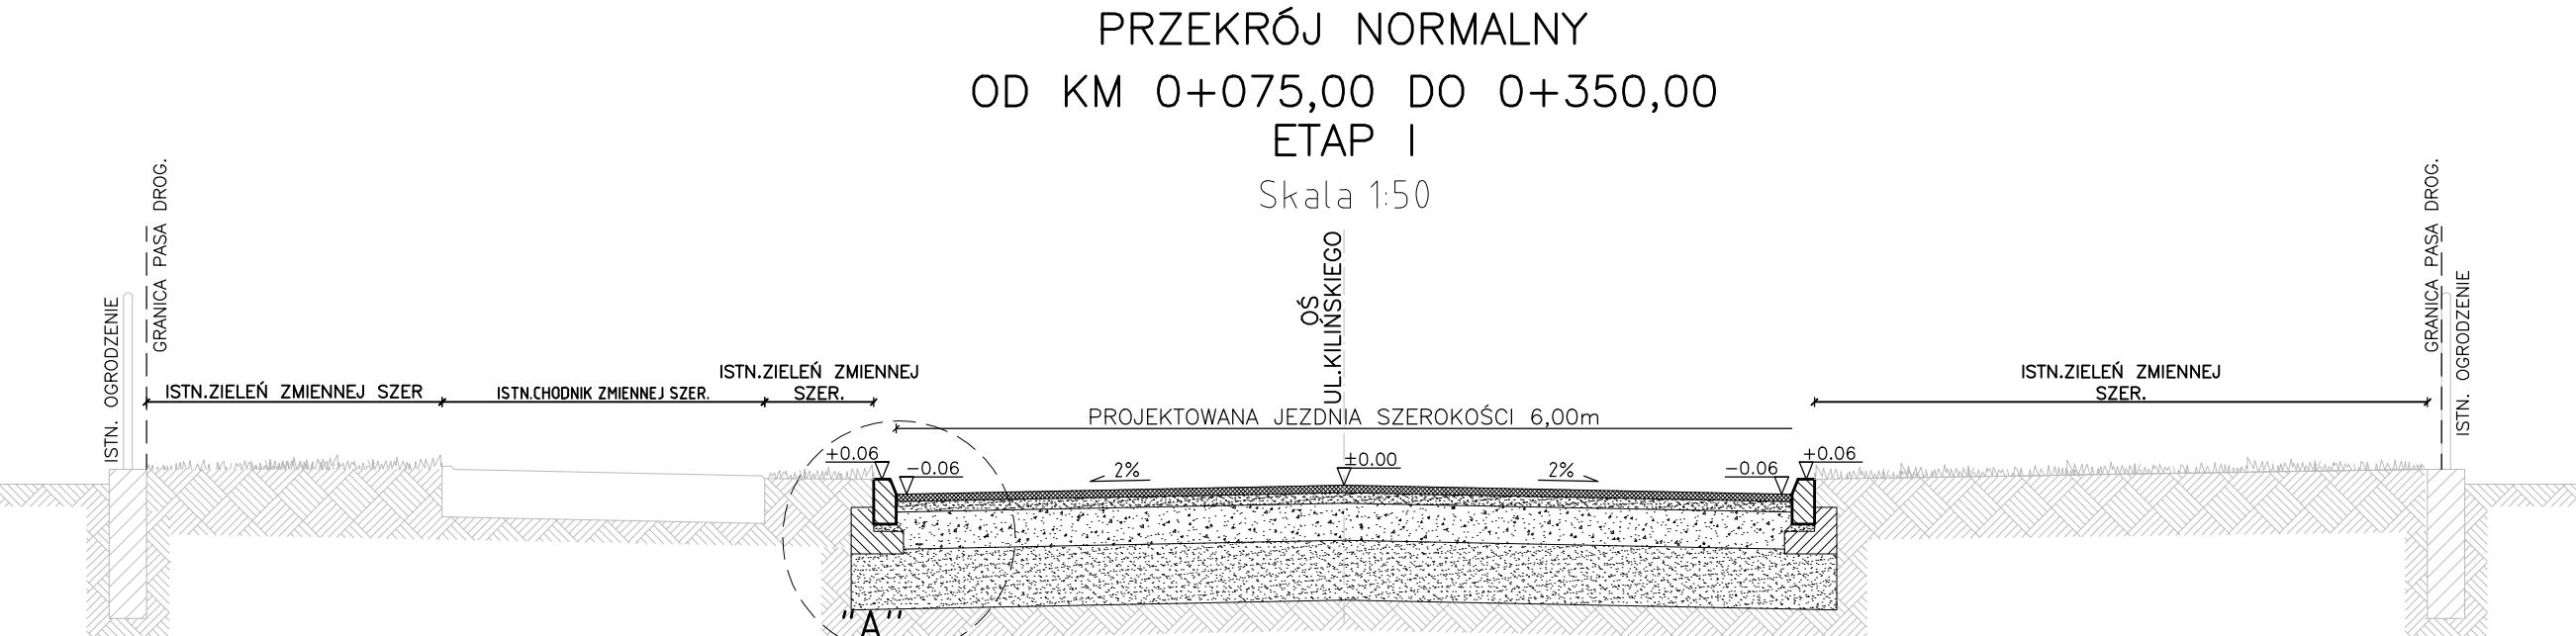 PRZEKRÓJ NORMALNY
OD KM 0+075,00 DO 0+350,00
ETAP I
Skala 1:50
ISTN. OGRODZENIE
GRANICA PASA DROG.
ISTN.ZIELEŃ ZMIENNEJ SZER
ISTN.CHODNIK ZMIENNEJ SZER.
ISTN.ZIELEŃ ZMIENNEJ
SZER.
OŚ
UL.KILIŃSKIEGO
PROJEKTOWANA JEZDNIA SZEROKOŚCI 6,00m
ISTN.ZIELEŃ ZMIENNEJ
SZER.
GRANICA PASA DROG.
ISTN. OGRODZENIE
±0.06
-0.06
2%
±0.00
2%
-0.06
+0.06
A